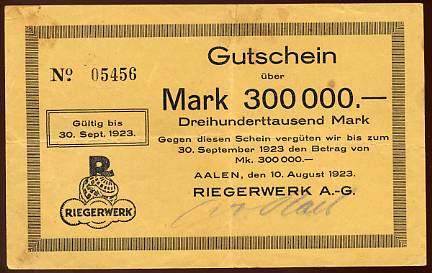 Gutschein
über
Nº 05456
Mark 300 000.—
Dreihunderttausend Mark
Gültig bis
30. Sept. 1923.
Gegen diesen Schein vergüten wir bis zum
30. September 1923 den Betrag von
Mk. 300 000.—
AALEN, den 10. August 1923.
RIEGERWERK A.-G.
R
RIEGERWERK